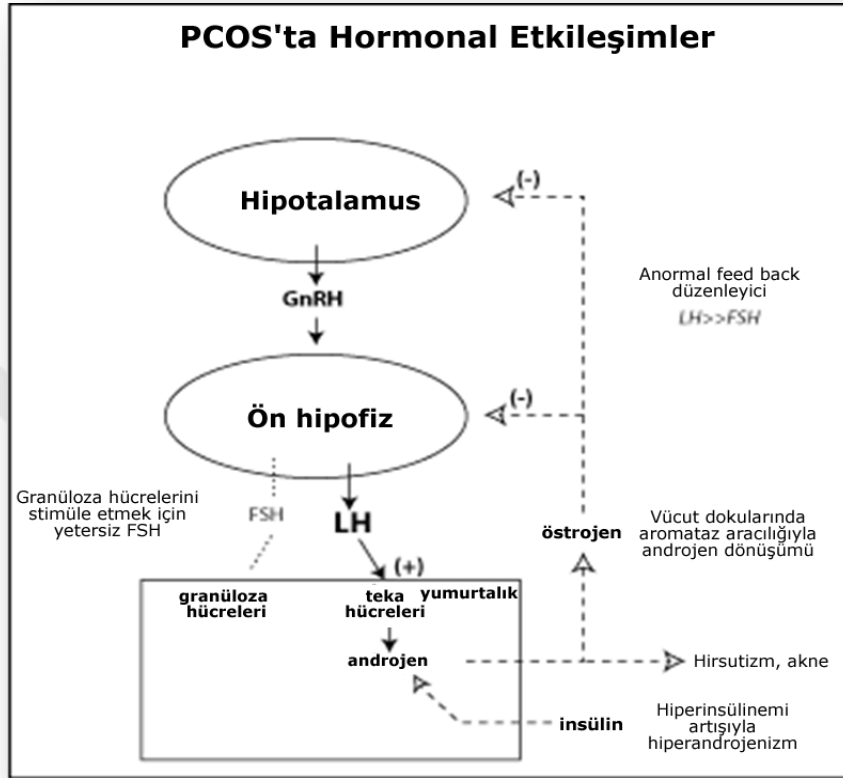 PCOS'ta Hormonal Etkileşimler
Hipotalamus
(-)
GnRH
Anormal feed back
düzenleyici
LH>>FSH
Ön hipofiz
(-)
Granüloza hücrelerini
stimüle etmek için
yetersiz FSH
FSH
LH
(+)
östrojen
Vücut dokularında
aromataz aracılığıyla
androjen dönüşümü
granüloza
hücreleri
teka
hücreleri
yumurtalık
androjen
Hirsutizm, akne
insülin
Hiperinsülinemi
artışıyla
hiperandrojenizm